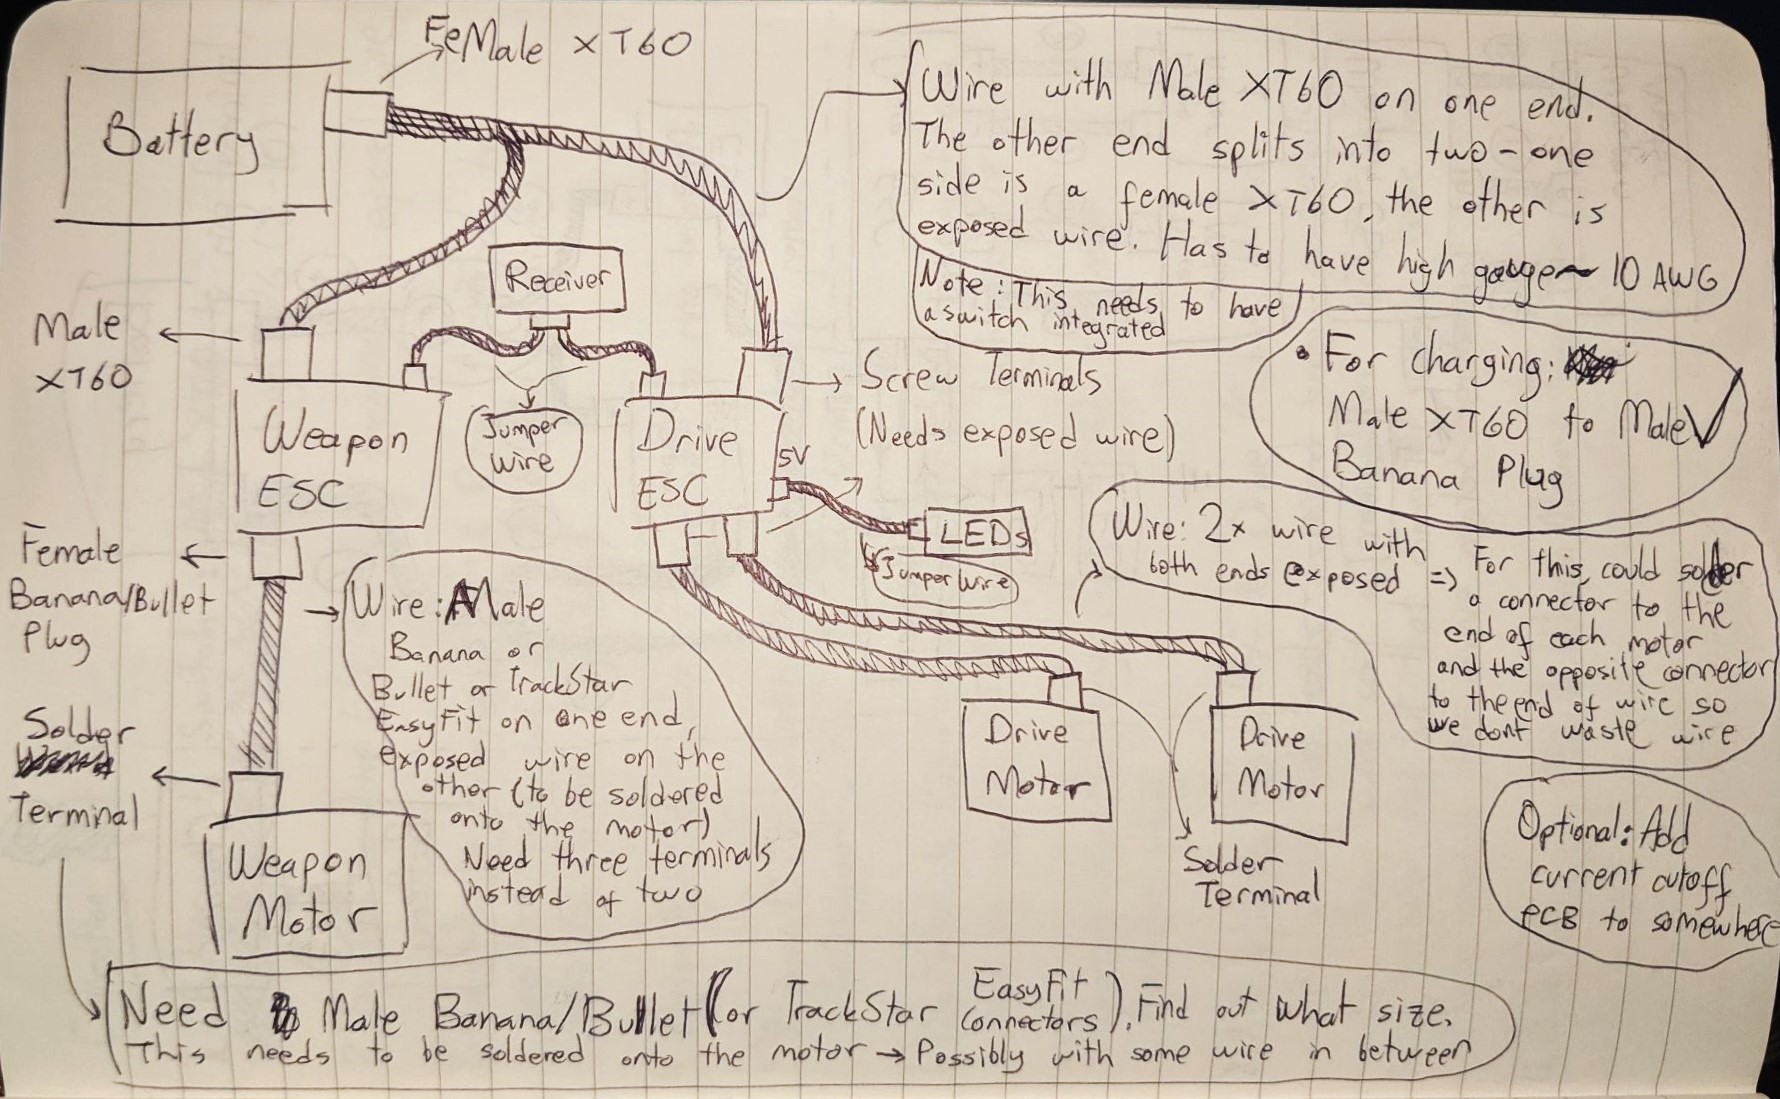 FeMale XT60
Battery
Wire with Male XT60 on one end.
The other end splits into two - one
side is a female XT60, the other is
exposed wire. Has to have high gauge ~ 10 AWG
Note: This needs to have
a switch integrated
Receiver
Male
XT60
Jumper
wire
Screw Terminals
(Needs exposed wire)
• For charging:
Male XT60 to Male
Banana Plug
Weapon
ESC
Drive
ESC
5V
LEDs
Jumper Wire
Wire: 2x wire with
both ends exposed =>
For this, could solder
a connector to the
end of each motor
and the opposite connector
to the end of wire so
we dont waste wire
Female
Banana/Bullet
Plug
Wire: Male
Banana or
Bullet or TrackStar
EasyFit on one end,
exposed wire on the
other (to be soldered
onto the motor)
Need three terminals
instead of two
Solder
Terminal
Weapon
Motor
Drive
Motor
Drive
Motor
Solder
Terminal
Optional: Add
current cutoff
PCB to somewhere
Need Male Banana/Bullet (or TrackStar EasyFit Connectors). Find out what size.
This needs to be soldered onto the motor → Possibly with some wire in between